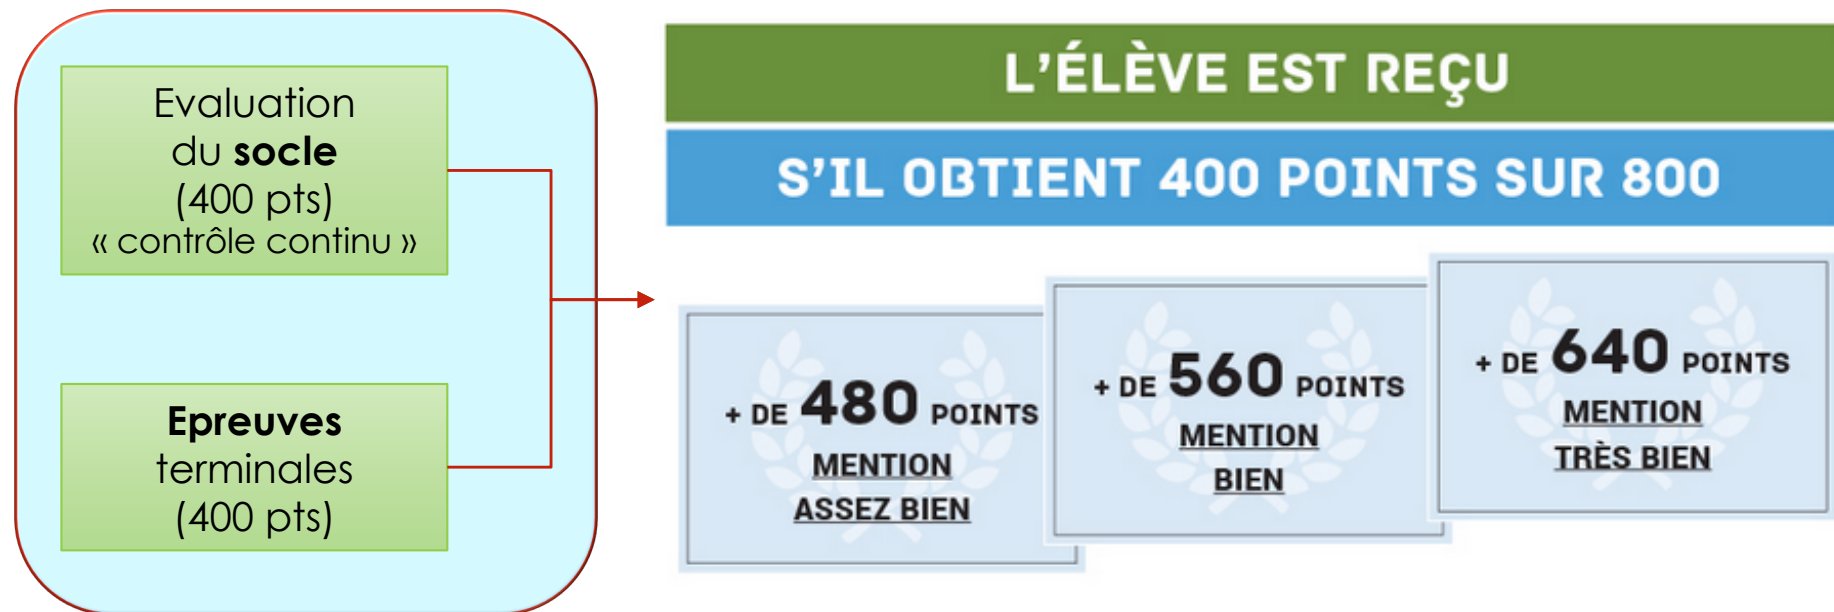 Evaluation
du socle
(400 pts)
« contrôle continu »
Epreuves
terminales
(400 pts)
L'ÉLÈVE EST REÇU
S'IL OBTIENT 400 POINTS SUR 800
+ DE 480 POINTS
MENTION
ASSEZ BIEN
+ DE 560 POINTS
MENTION
BIEN
+ DE 640 POINTS
MENTION
TRÈS BIEN